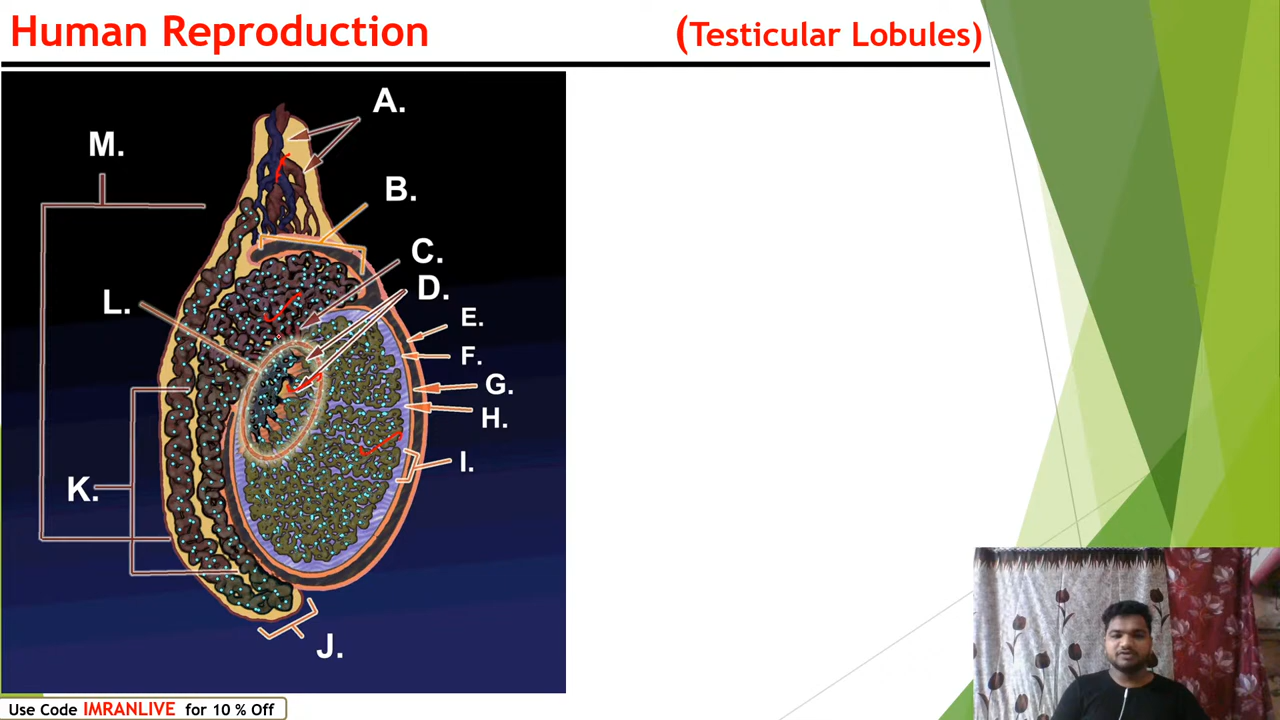 Human Reproduction
(Testicular Lobules)
A.
M.
B.
C.
D.
L.
E.
F.
G.
H.
I.
K.
J.
Use Code IMRANLIVE for 10 % Off